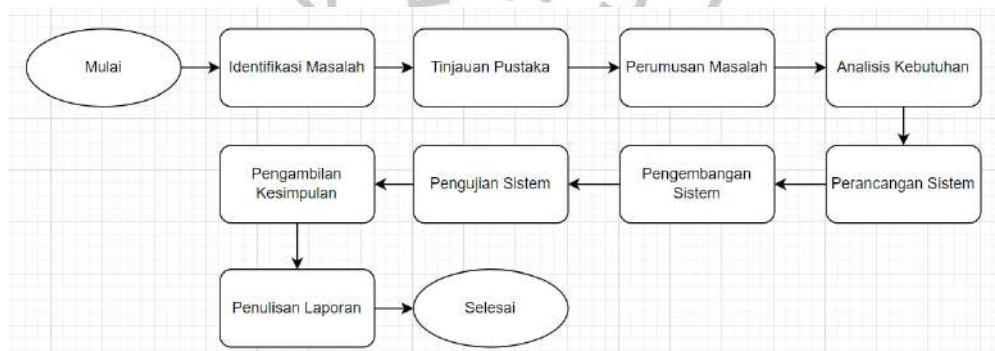 Mulai
Identifikasi Masalah
Tinjauan Pustaka
Perumusan Masalah
Analisis Kebutuhan
Perancangan Sistem
Pengembangan
Sistem
Pengujian Sistem
Pengambilan
Kesimpulan
Penulisan Laporan
Selesai